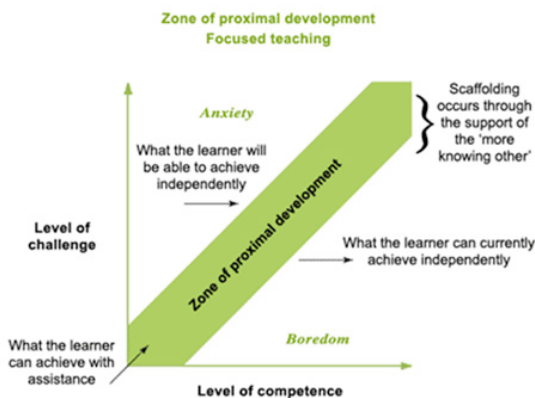 Zone of proximal development
Focused teaching
Anxiety
Scaffolding
occurs through
the support of
the ‘more
knowing other’
What the learner will
be able to achieve
independently
Zone of proximal development
Level of
challenge
What the learner can currently
achieve independently
What the learner
can achieve with
assistance
Boredom
Level of competence